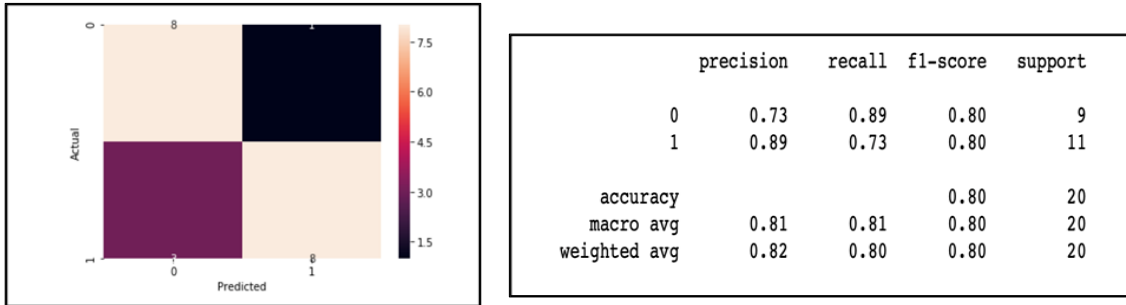 0 8 1
7.5
6.0
Actual
4.5
3.0
1.5
1 3 8
0 1
Predicted
precision recall f1-score support
0 0.73 0.89 0.80 9
1 0.89 0.73 0.80 11
accuracy 0.80 20
macro avg 0.81 0.81 0.80 20
weighted avg 0.82 0.80 0.80 20